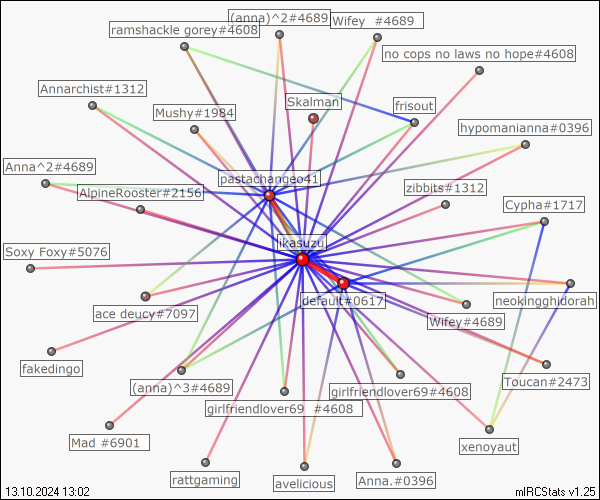 (anna)^2#4689
Wifey  #4689
ramshackle gorey#4608
no cops no laws no hope#4608
Annarchist#1312
Skalman
Mushy#1984
frisout
hypomanianna#0396
Anna^2#4689
pastachangeo41
AlpineRooster#2156
zibbits#1312
Cypha#1717
Soxy Foxy#5076
ikasuzu
default#0617
neokingghidorah
ace deucy#7097
Wifey#4689
fakedingo
Toucan#2473
(anna)^3#4689
girlfriendlover69#4608
girlfriendlover69  #4608
Mad #6901
xenoyaut
rattgaming
avelicious
Anna.#0396
13.10.2024 13:02
mIRCStats v1.25